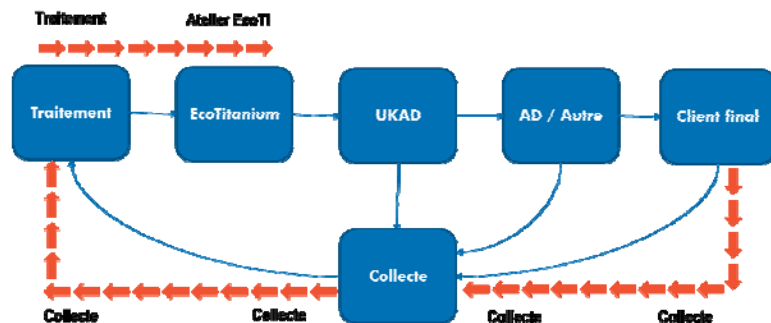 Traitement Atelier EcoTI
Traitement EcoTitanium UKAD AD / Autre Client final
Collecte
Collecte Collecte Collecte Collecte